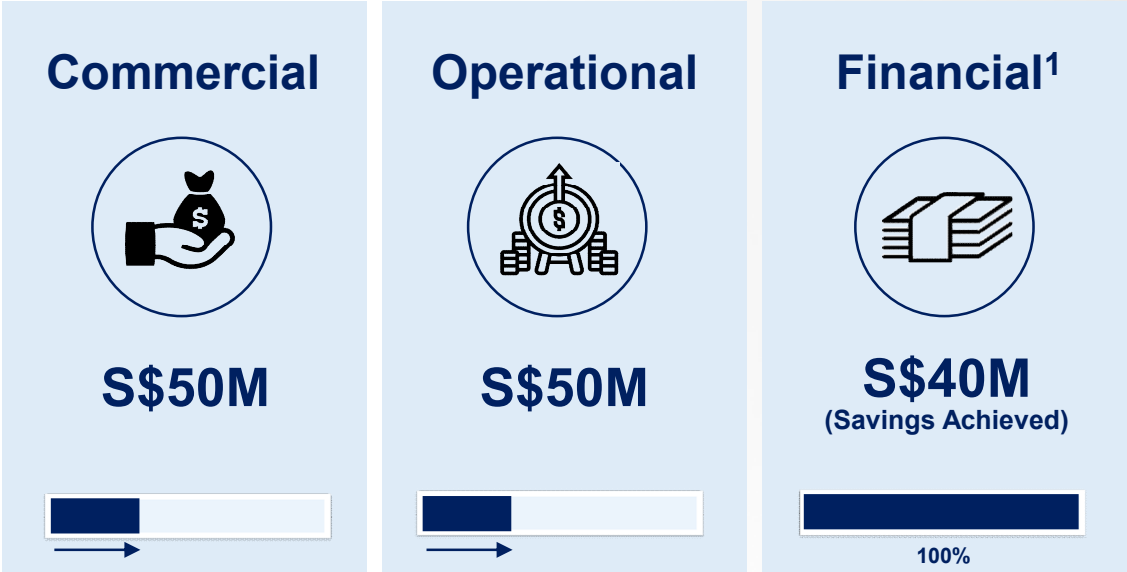 Commercial
Operational
Financial¹
$
$
S$50M
S$50M
S$40M
(Savings Achieved)
100%